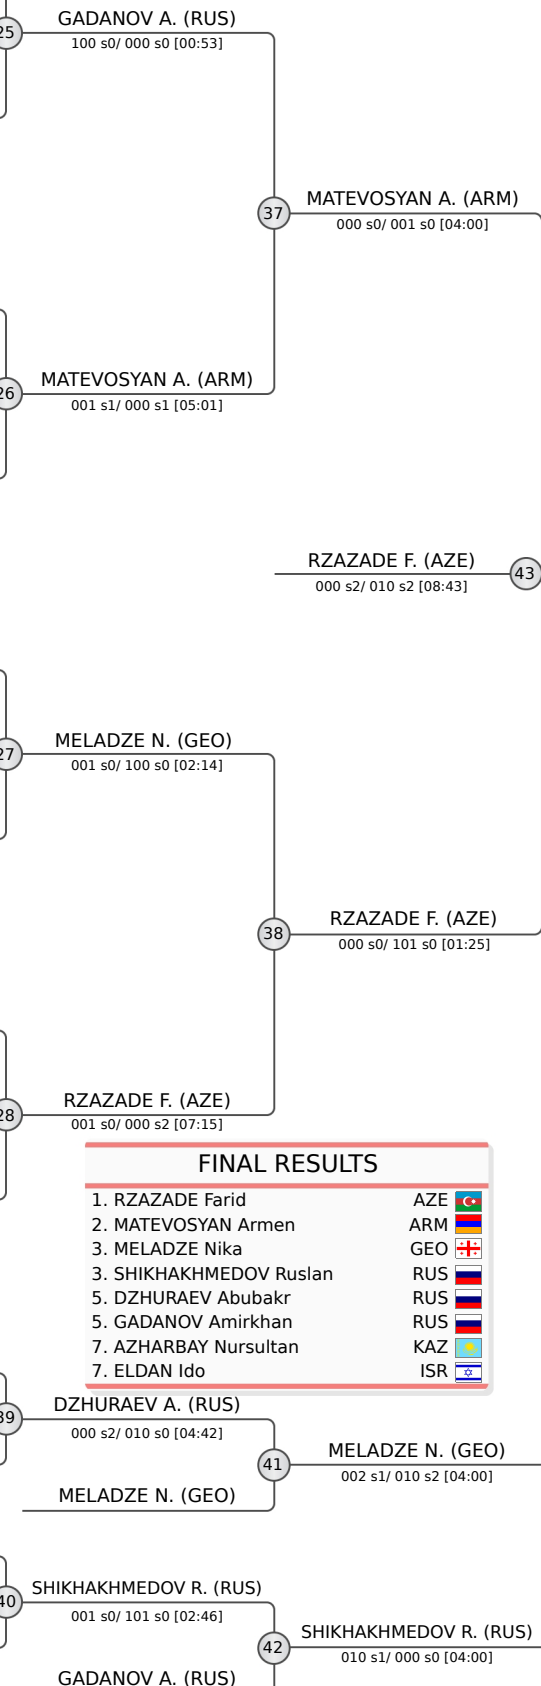 GADANOV A. (RUS)
25
100 s0/ 000 s0 [00:53]
MATEVOSYAN A. (ARM)
37
000 s0/ 001 s0 [04:00]
MATEVOSYAN A. (ARM)
26
001 s1/ 000 s1 [05:01]
RZAZADE F. (AZE)
43
000 s2/ 010 s2 [08:43]
MELADZE N. (GEO)
27
001 s0/ 100 s0 [02:14]
RZAZADE F. (AZE)
38
000 s0/ 101 s0 [01:25]
RZAZADE F. (AZE)
28
001 s0/ 000 s2 [07:15]
FINAL RESULTS
1. RZAZADE Farid AZE
2. MATEVOSYAN Armen ARM
3. MELADZE Nika GEO
3. SHIKHAKHMEDOV Ruslan RUS
5. DZHURAEV Abubakr RUS
5. GADANOV Amirkhan RUS
7. AZHARBAY Nursultan KAZ
7. ELDAN Ido ISR
DZHURAEV A. (RUS)
39
000 s2/ 010 s0 [04:42]
MELADZE N. (GEO)
41
002 s1/ 010 s2 [04:00]
MELADZE N. (GEO)
SHIKHAKHMEDOV R. (RUS)
40
001 s0/ 101 s0 [02:46]
SHIKHAKHMEDOV R. (RUS)
42
010 s1/ 000 s0 [04:00]
GADANOV A. (RUS)